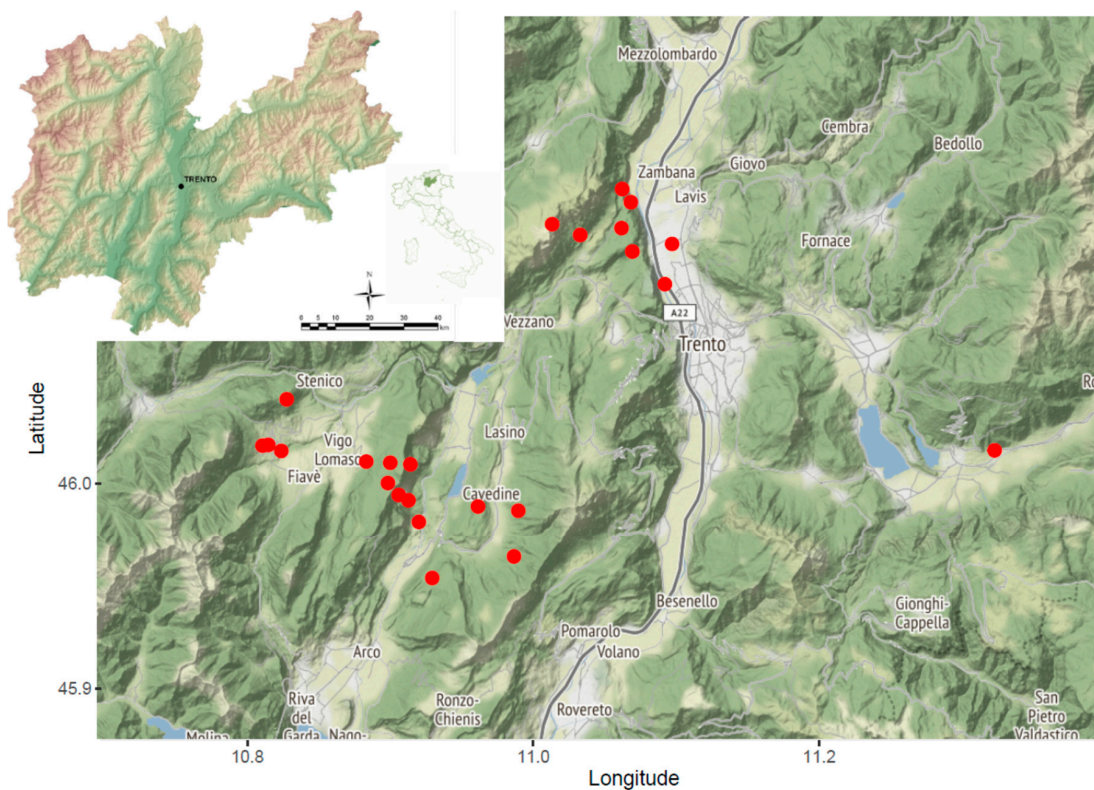 TRENTO
N
0 5 10 20 30 40
km
Mezzolombardo
Cembra
Bedollo
Giovo
Zambana
Lavis
Fornace
A22
Vezzano
Trento
Stenico
Lasino
Vigo
Lomaso
Fiavè
Cavedine
Besenello
Gionghi-
Cappella
Pomarolo
Volano
Arco
Riva
del
Garda
Ronzo-
Chienis
Rovereto
San
Pietro
Valdastico
Molina
Nago-
Ro
Latitude
46.0
45.9
10.8
11.0
11.2
Longitude